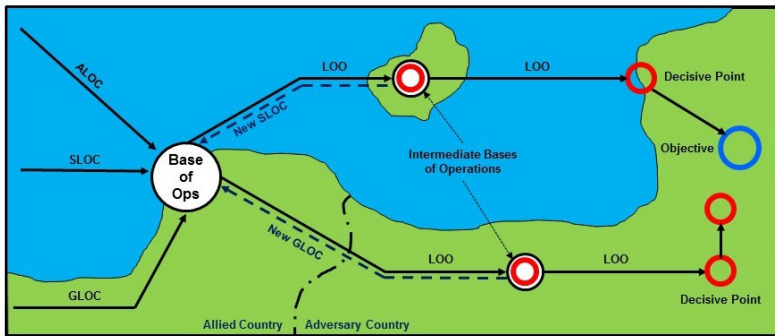 ALOC
LOO
LOO
Decisive Point
New SLOC
SLOC
Base
of
Ops
Intermediate Bases
of Operations
Objective
New GLOC
LOO
LOO
GLOC
Decisive Point
Allied Country
Adversary Country